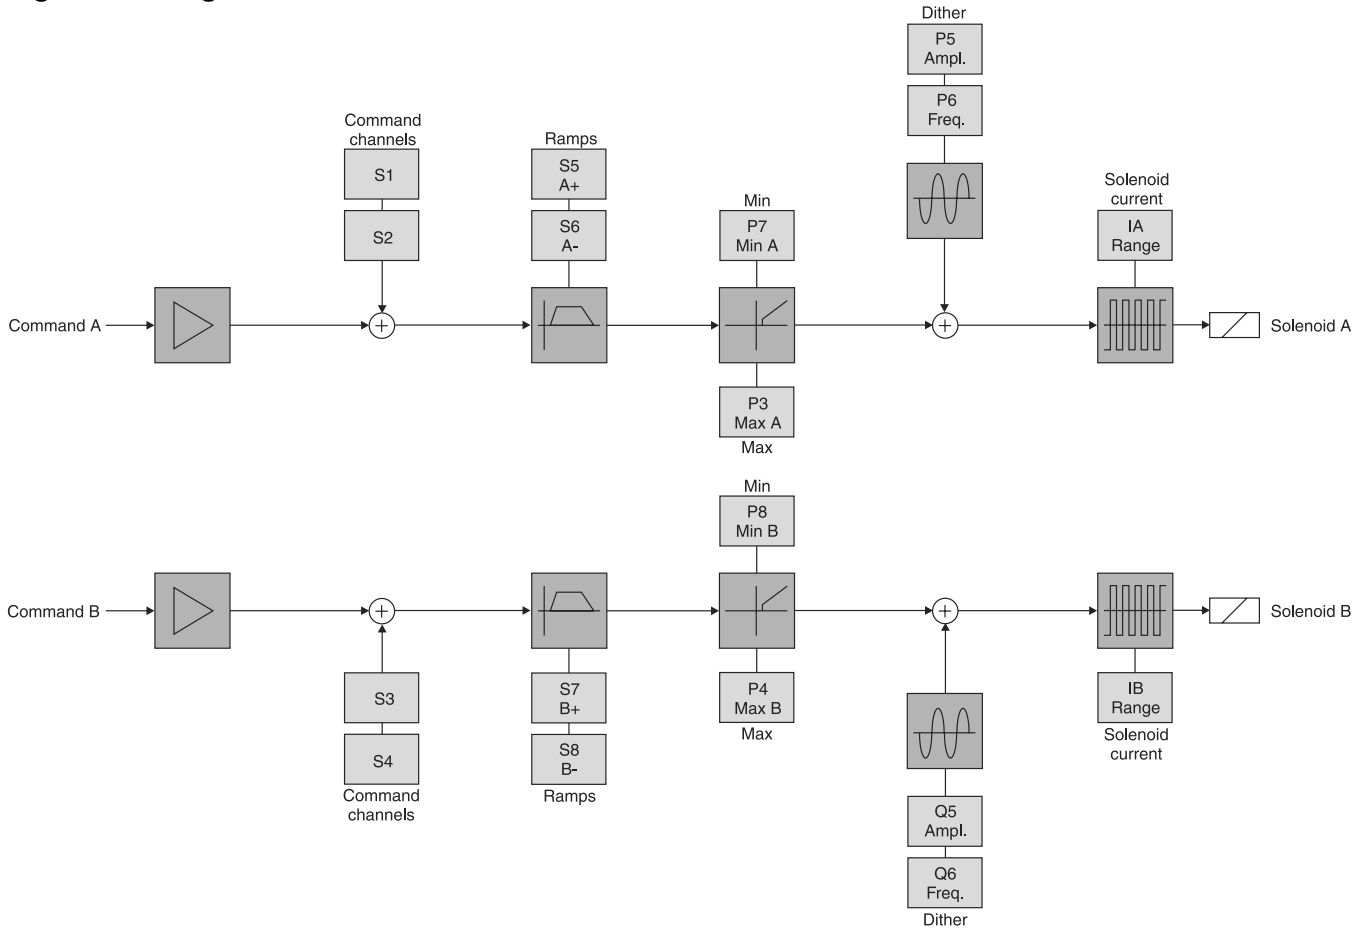 Dither
P5
Ampl.
P6
Freq.
Command
channels
S1
S2
Ramps
S5
A+
S6
A-
Min
P7
Min A
Solenoid
current
IA
Range
Command A
Solenoid A
P3
Max A
Max
Min
P8
Min B
Command B
Solenoid B
S3
S4
Command
channels
S7
B+
S8
B-
Ramps
P4
Max B
Max
IB
Range
Solenoid
current
Q5
Ampl.
Q6
Freq.
Dither